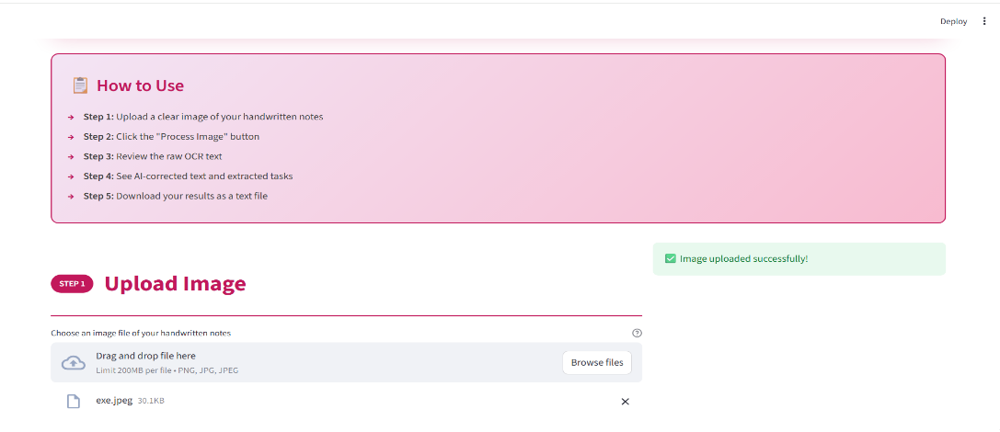 Deploy
How to Use
Step 1: Upload a clear image of your handwritten notes
Step 2: Click the "Process Image" button
Step 3: Review the raw OCR text
Step 4: See AI-corrected text and extracted tasks
Step 5: Download your results as a text file
Image uploaded successfully!
STEP 1 Upload Image
Choose an image file of your handwritten notes
Drag and drop file here
Limit 200MB per file • PNG, JPG, JPEG
Browse files
exe.jpeg 30.1KB